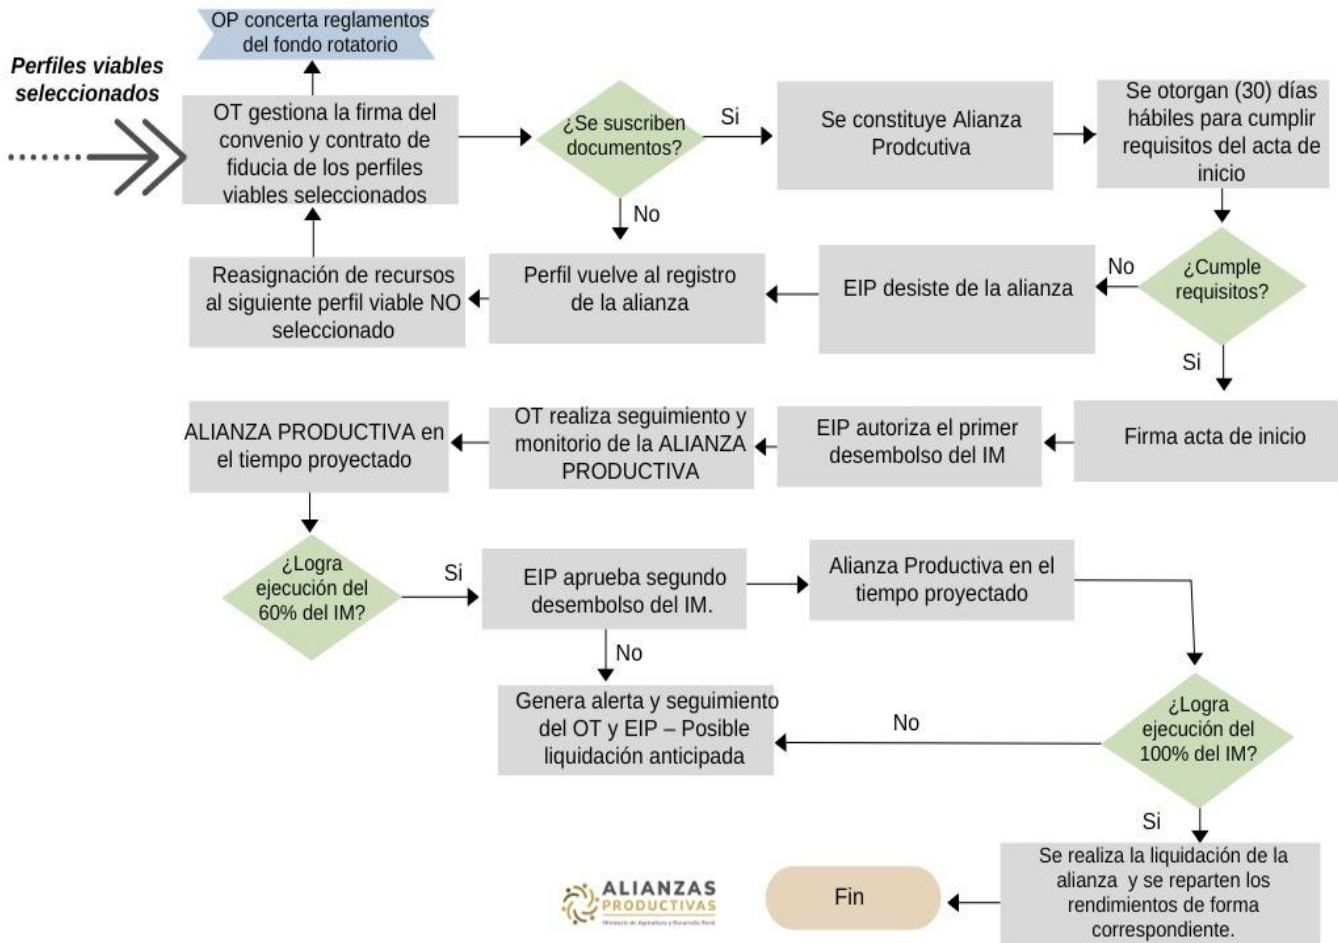 OP concerta reglamentos
del fondo rotatorio
Perfiles viables
seleccionados
OT gestiona la firma del
convenio y contrato de
fiducia de los perfiles
viables seleccionados
¿Se suscriben
documentos?
Si
Se constituye Alianza
Prodcutiva
Se otorgan (30) días
hábiles para cumplir
requisitos del acta de
inicio
No
Reasignación de recursos
al siguiente perfil viable NO
seleccionado
Perfil vuelve al registro
de la alianza
EIP desiste de la alianza
No
¿Cumple
requisitos?
Si
ALIANZA PRODUCTIVA en
el tiempo proyectado
OT realiza seguimiento y
monitorio de la ALIANZA
PRODUCTIVA
EIP autoriza el primer
desembolso del IM
Firma acta de inicio
¿Logra
ejecución del
60% del IM?
Si
EIP aprueba segundo
desembolso del IM.
Alianza Productiva en el
tiempo proyectado
No
Genera alerta y seguimiento
del OT y EIP – Posible
liquidación anticipada
No
¿Logra
ejecución del
100% del IM?
Si
Se realiza la liquidación de la
alianza y se reparten los
rendimientos de forma
correspondiente.
Fin
ALIANZAS
PRODUCTIVAS
Ministerio de Agricultura y Desarrollo Rural